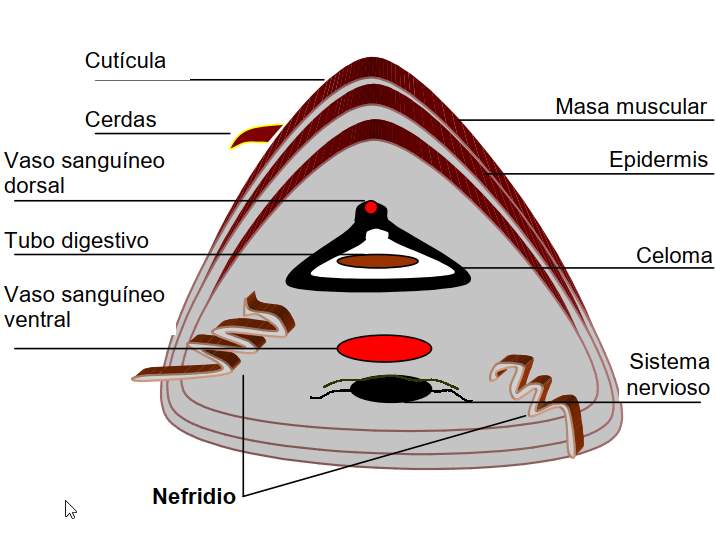 Cutícula
Cerdas
Vaso sanguíneo
dorsal
Tubo digestivo
Vaso sanguíneo
ventral
Masa muscular
Epidermis
Celoma
Sistema
nervioso
Nefridio